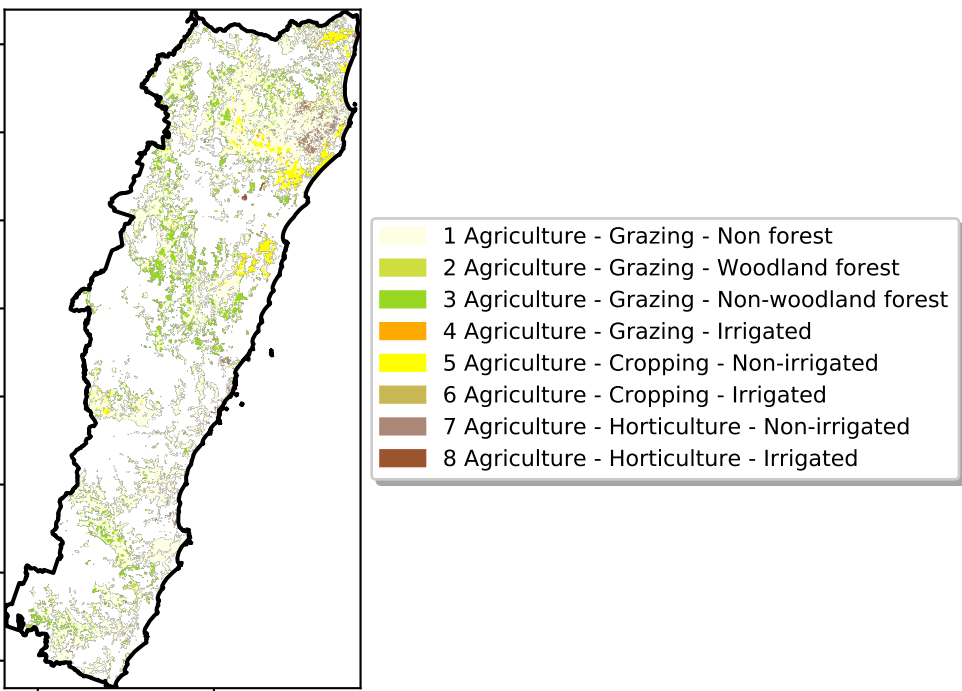 1 Agriculture - Grazing - Non forest
2 Agriculture - Grazing - Woodland forest
3 Agriculture - Grazing - Non-woodland forest
4 Agriculture - Grazing - Irrigated
5 Agriculture - Cropping - Non-irrigated
6 Agriculture - Cropping - Irrigated
7 Agriculture - Horticulture - Non-irrigated
8 Agriculture - Horticulture - Irrigated